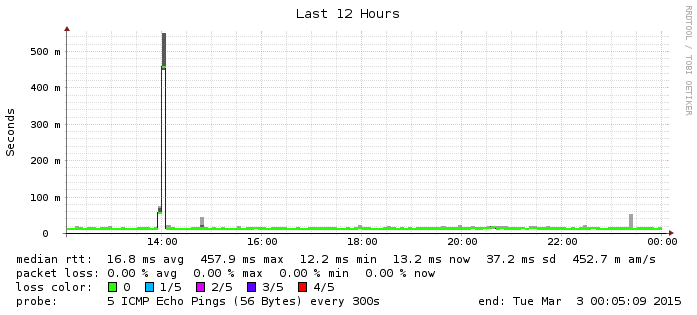 Last 12 Hours
RRDTOOL / TOBI OETIKER
Seconds
500 m
400 m
300 m
200 m
100 m
0
14:00 16:00 18:00 20:00 22:00 00:00
median rtt: 16.8 ms avg 457.9 ms max 12.2 ms min 13.2 ms now 37.2 ms sd 452.7 m am/s
packet loss: 0.00 % avg 0.00 % max 0.00 % min 0.00 % now
loss color: 0 1/5 2/5 3/5 4/5
probe: 5 ICMP Echo Pings (56 Bytes) every 300s end: Tue Mar 3 00:05:09 2015